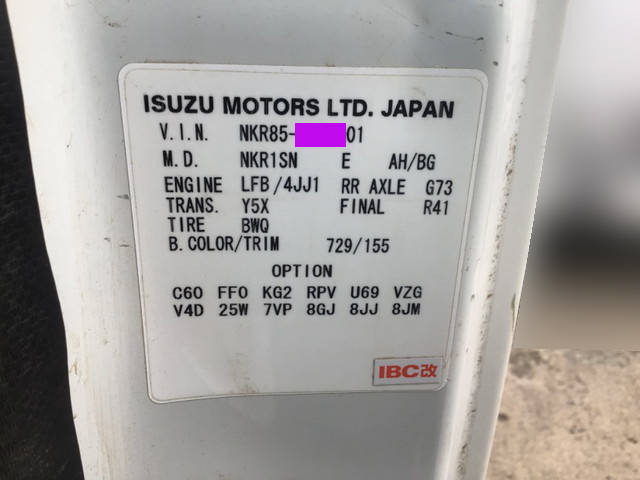 ISUZU MOTORS LTD. JAPAN
V.I.N. NKR85-01
M.D. NKR1SN E AH/BG
ENGINE LFB/4JJ1 RR AXLE G73
TRANS. Y5X FINAL R41
TIRE BWQ
B.COLOR/TRIM 729/155
OPTION
C60 FF0 KG2 RPV U69 VZG
V4D 25W 7VP 8GJ 8JJ 8JM
IBC改